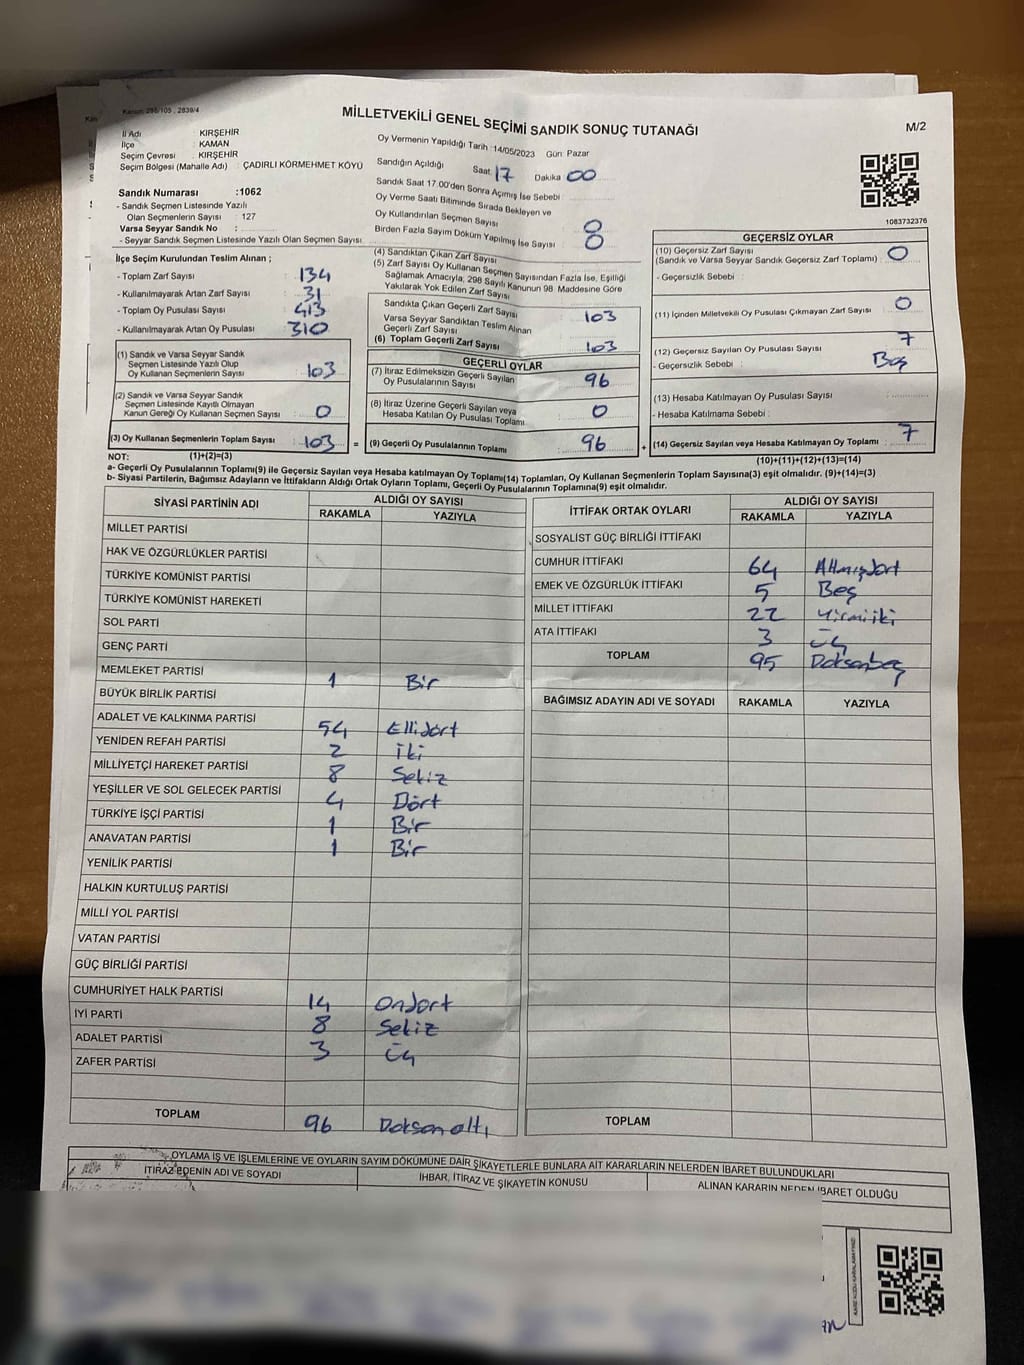 Kanun: 298/105 , 2839/4
MİLLETVEKİLİ GENEL SEÇİMİ SANDIK SONUÇ TUTANAĞI
M/2
İl Adı : KIRŞEHİR
İlçe : KAMAN
Seçim Çevresi : KIRŞEHİR
Seçim Bölgesi (Mahalle Adı) : ÇADIRLI KÖRMEHMET KÖYÜ
Sandık Numarası :1062
- Sandık Seçmen Listesinde Yazılı
Olan Seçmenlerin Sayısı : 127
Varsa Seyyar Sandık No :
- Seyyar Sandık Seçmen Listesinde Yazılı Olan Seçmen Sayısı
Oy Vermenin Yapıldığı Tarih :14/05/2023 Gün: Pazar
Sandığın Açıldığı Saat 17 Dakika 00
Sandık Saat 17.00'den Sonra Açımış İse Sebebi
Oy Verme Saati Bitiminde Sırada Bekleyen ve
Oy Kullandırılan Seçmen Sayısı 0
Birden Fazla Sayım Döküm Yapılmış İse Sayısı 0
1083732376
İlçe Seçim Kurulundan Teslim Alınan ;
- Toplam Zarf Sayısı : 134
- Kullanılmayarak Artan Zarf Sayısı : 31
- Toplam Oy Pusulası Sayısı : 413
- Kullanılmayarak Artan Oy Pusulası : 310
(1) Sandık ve Varsa Seyyar Sandık
Seçmen Listesinde Yazılı Olup
Oy Kullanan Seçmenlerin Sayısı : 103
(2) Sandık ve Varsa Seyyar Sandık
Seçmen Listesinde Kayıtlı Olmayan
Kanun Gereği Oy Kullanan Seçmen Sayısı : 0
(3) Oy Kullanan Seçmenlerin Toplam Sayısı : 103 =
(4) Sandıktan Çıkan Zarf Sayısı
(5) Zarf Sayısı Oy Kullanan Seçmen Sayısından Fazla İse, Eşitliği
Sağlamak Amacıyla, 298 Sayılı Kanunun 98. Maddesine Göre
Yakılarak Yok Edilen Zarf Sayısı
Sandıkta Çıkan Geçerli Zarf Sayısı : 103
Varsa Seyyar Sandıktan Teslim Alınan
Geçerli Zarf Sayısı
(6) Toplam Geçerli Zarf Sayısı : 103
GEÇERLİ OYLAR
(7) İtiraz Edilmeksizin Geçerli Sayılan
Oy Pusulalarının Sayısı : 96
(8) İtiraz Üzerine Geçerli Sayılan veya
Hesaba Katılan Oy Pusulası Toplamı : 0
(9) Geçerli Oy Pusulalarının Toplamı : 96 +
GEÇERSİZ OYLAR
(10) Geçersiz Zarf Sayısı
(Sandık ve Varsa Seyyar Sandık Geçersiz Zarf Toplamı) : 0
- Geçersizlik Sebebi :
(11) İçinden Milletvekili Oy Pusulası Çıkmayan Zarf Sayısı : 0
(12) Geçersiz Sayılan Oy Pusulası Sayısı : 7
- Geçersizlik Sebebi : Boş
(13) Hesaba Katılmayan Oy Pusulası Sayısı
- Hesaba Katılmama Sebebi :
(14) Geçersiz Sayılan veya Hesaba Katılmayan Oy Toplamı : 7
NOT: (1)+(2)=(3)
(10)+(11)+(12)+(13)=(14)
a- Geçerli Oy Pusulalarının Toplamı(9) ile Geçersiz Sayılan veya Hesaba katılmayan Oy Toplamı(14) Toplamları, Oy Kullanan Seçmenlerin Toplam Sayısına(3) eşit olmalıdır. (9)+(14)=(3)
b- Siyasi Partilerin, Bağımsız Adayların ve İttifakların Aldığı Ortak Oyların Toplamı, Geçerli Oy Pusulalarının Toplamına(9) eşit olmalıdır.
SİYASİ PARTİNİN ADI ALDIĞI OY SAYISI
RAKAMLA YAZIYLA
MİLLET PARTİSİ
HAK VE ÖZGÜRLÜKLER PARTİSİ
TÜRKİYE KOMÜNİST PARTİSİ
TÜRKİYE KOMÜNİST HAREKETİ
SOL PARTİ
GENÇ PARTİ
MEMLEKET PARTİSİ 1 Bir
BÜYÜK BİRLİK PARTİSİ
ADALET VE KALKINMA PARTİSİ 54 Ellidört
YENİDEN REFAH PARTİSİ 2 İki
MİLLİYETÇİ HAREKET PARTİSİ 8 Sekiz
YEŞİLLER VE SOL GELECEK PARTİSİ 4 Dört
TÜRKİYE İŞÇİ PARTİSİ 1 Bir
ANAVATAN PARTİSİ 1 Bir
YENİLİK PARTİSİ
HALKIN KURTULUŞ PARTİSİ
MİLLİ YOL PARTİSİ
VATAN PARTİSİ
GÜÇ BİRLİĞİ PARTİSİ
CUMHURİYET HALK PARTİSİ 14 Ondört
İYİ PARTİ 8 Sekiz
ADALET PARTİSİ 3 Üç
ZAFER PARTİSİ
TOPLAM 96 Doksanaltı
İTTİFAK ORTAK OYLARI ALDIĞI OY SAYISI
RAKAMLA YAZIYLA
SOSYALİST GÜÇ BİRLİĞİ İTTİFAKI
CUMHUR İTTİFAKI 64 Altmışdört
EMEK VE ÖZGÜRLÜK İTTİFAKI 5 Beş
MİLLET İTTİFAKI 22 Yirmiiki
ATA İTTİFAKI 3 Üç
TOPLAM 95 Doksanbeş
BAĞIMSIZ ADAYIN ADI VE SOYADI RAKAMLA YAZIYLA
TOPLAM
OYLAMA İŞ VE İŞLEMLERİNE VE OYLARIN SAYIM DÖKÜMÜNE DAİR ŞİKAYETLERLE BUNLARA AİT KARARLARIN NELERDEN İBARET BULUNDUKLARI
İTİRAZ EDENİN ADI VE SOYADI İHBAR, İTİRAZ VE ŞİKAYETİN KONUSU ALINAN KARARIN NEDEN İBARET OLDUĞU